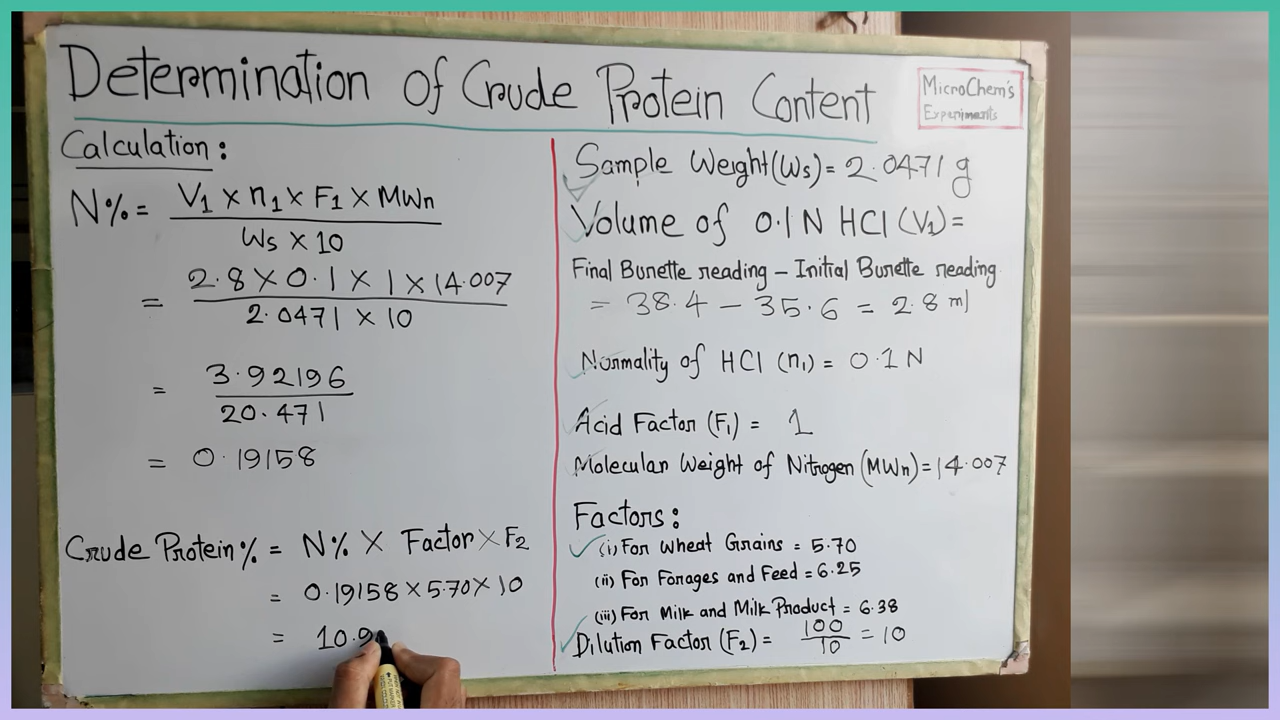 Determination of Crude Protein Content
MicroChem's
Experiments
Calculation:
N% = V₁ × n₁ × F₁ × MWn
Ws × 10
= 2.8 × 0.1 × 1 × 14.007
2.0471 × 10
= 3.92196
20.471
= 0.19158
Crude Protein% = N% × Factor × F₂
= 0.19158 × 5.70 × 10
= 10.9
Sample Weight (Ws) = 2.0471 g
Volume of 0.1 N HCl (V₁) =
Final Burette reading – Initial Burette reading
= 38.4 – 35.6 = 2.8 ml
Normality of HCl (n₁) = 0.1 N
Acid Factor (F₁) = 1
Molecular Weight of Nitrogen (MWn) = 14.007
Factors:
(i) For Wheat Grains = 5.70
(ii) For Forages and Feed = 6.25
(iii) For Milk and Milk Product = 6.38
Dilution Factor (F₂) = 100/10 = 10